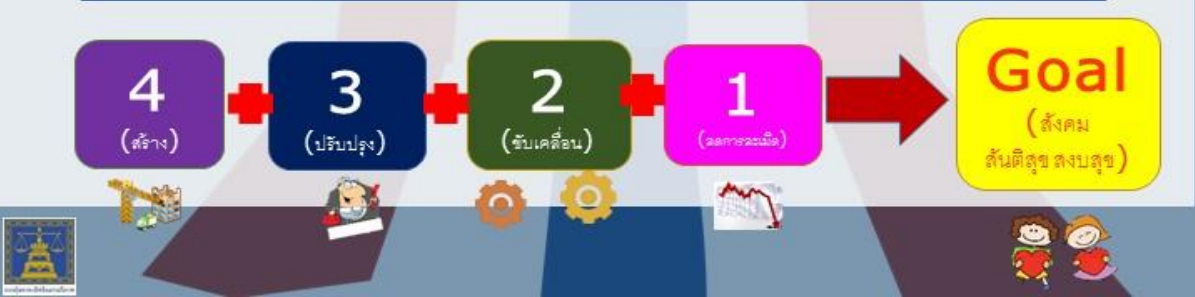 4
(สร้าง)
3
(ปรับปรุง)
2
(ขับเคลื่อน)
1
(ลดการละเมิด)
Goal
(สังคม
สันติสุข สงบสุข)